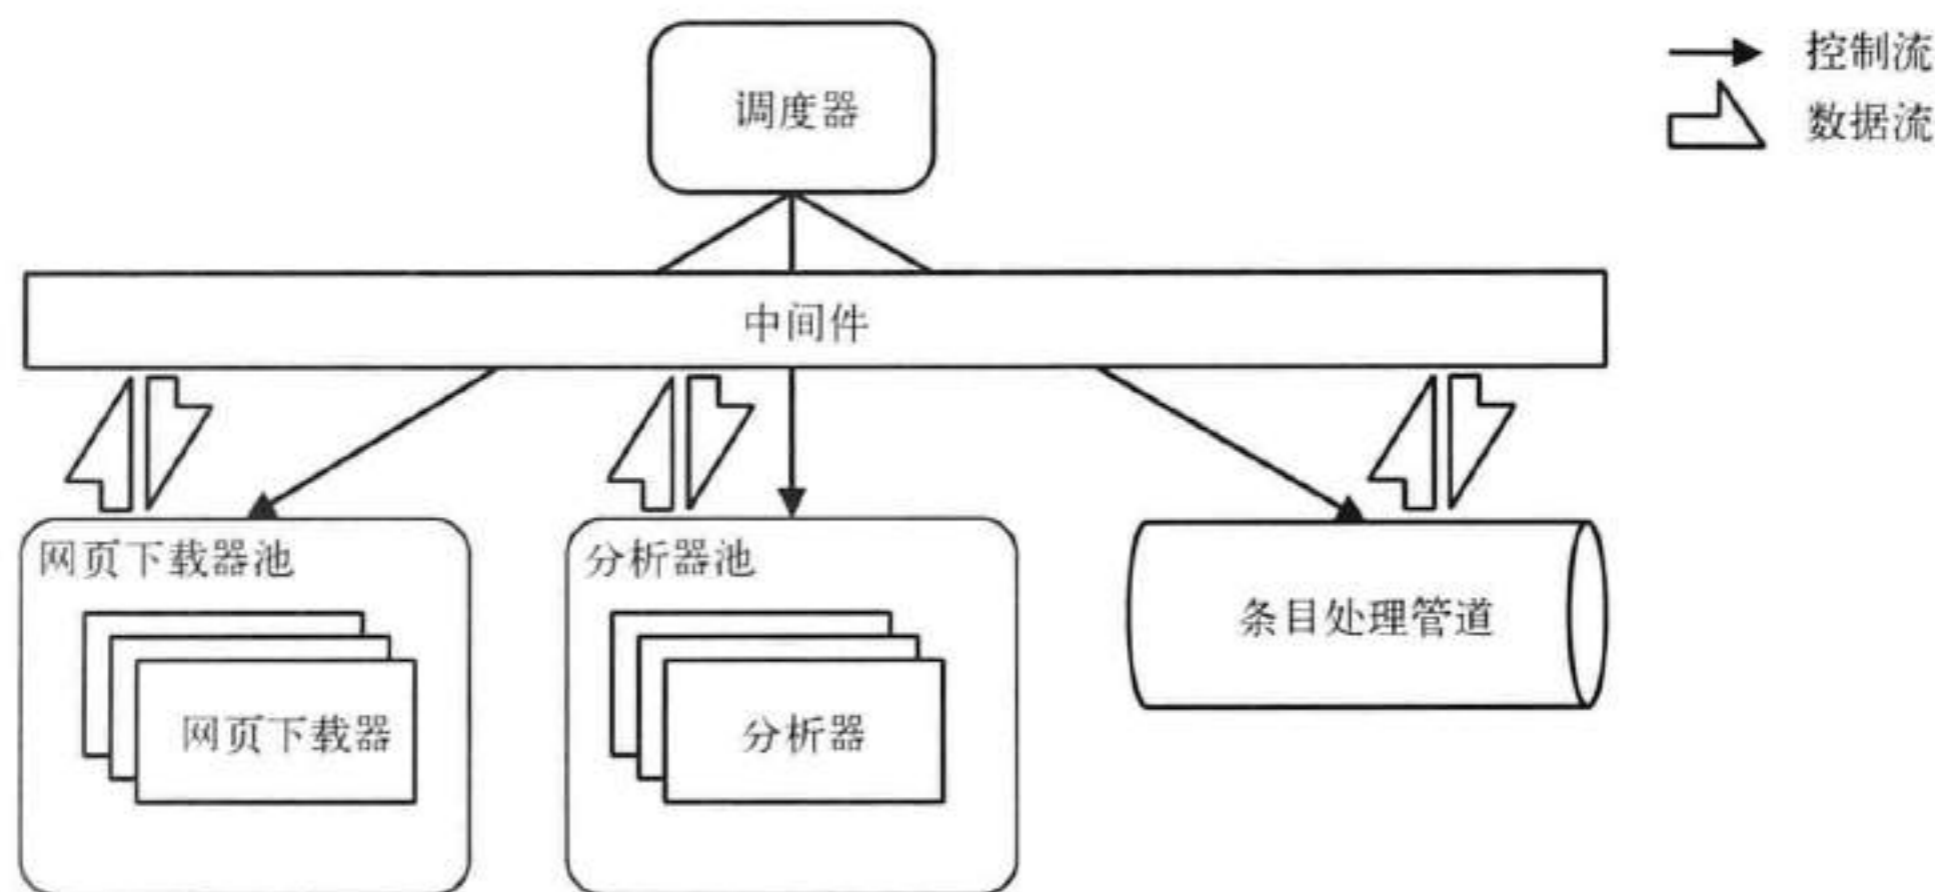 调度器
控制流
数据流
中间件
网页下载器池
分析器池
条目处理管道
网页下载器
分析器